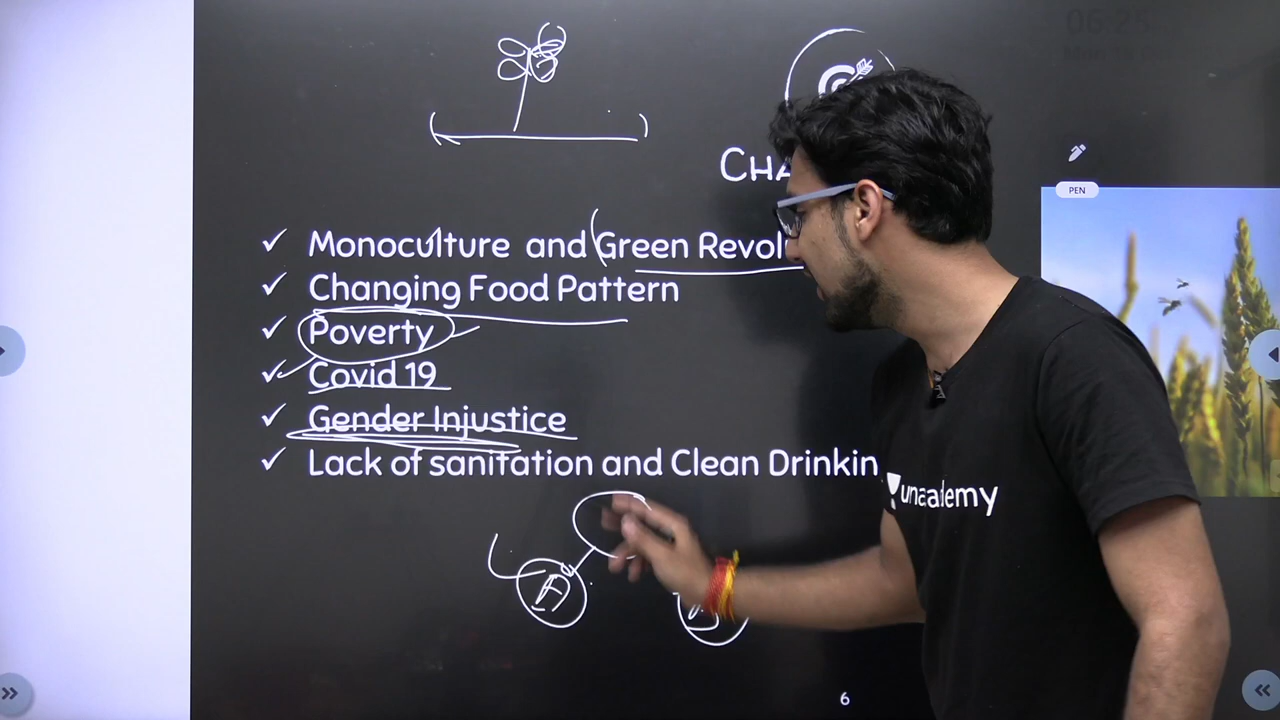 CHA
PEN
✓ Monoculture and Green Revol
✓ Changing Food Pattern
✓ Poverty
✓ Covid 19
✓ Gender Injustice
✓ Lack of sanitation and Clean Drinkin
unacademy
A
6